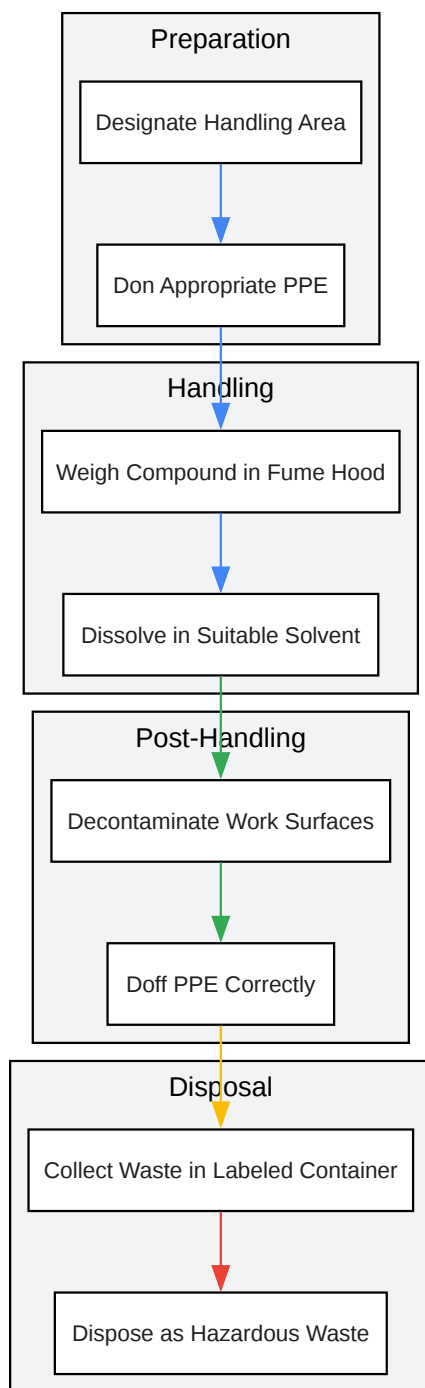 Preparation
Designate Handling Area
Don Appropriate PPE
Handling
Weigh Compound in Fume Hood
Dissolve in Suitable Solvent
Post-Handling
Decontaminate Work Surfaces
Doff PPE Correctly
Disposal
Collect Waste in Labeled Container
Dispose as Hazardous Waste